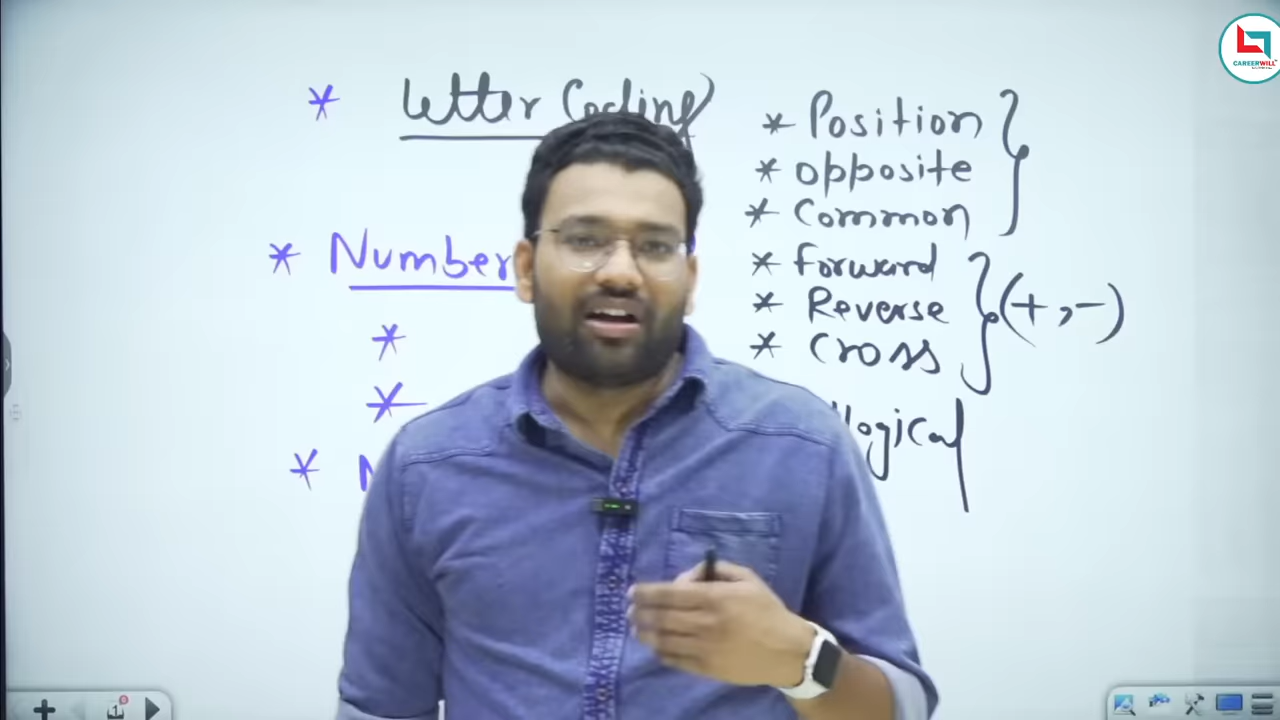 * Letter Coding
* Number
*
*
*
* Position
* opposite
* Common
* Forward
* Reverse
* Cross
(+, -)
logical
CAREERWILL